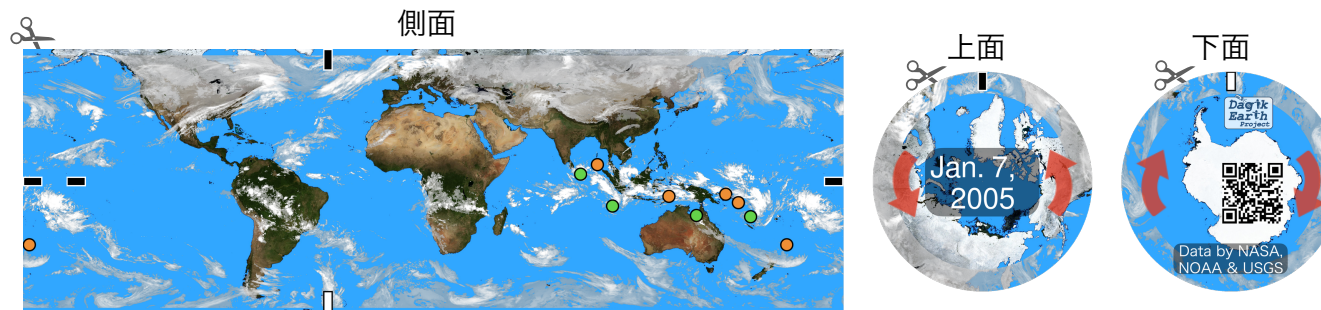 側面
上面
Jan. 7,
2005
下面
Dagik
Earth
Project
Data by NASA,
NOAA & USGS